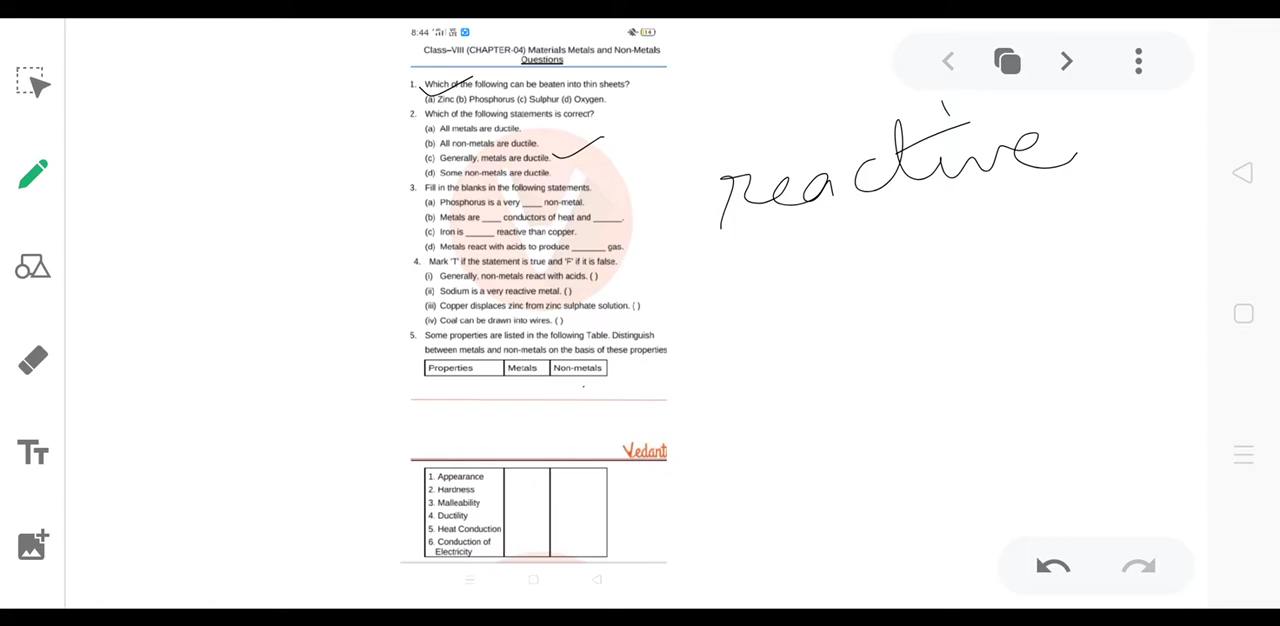 8:44
Class–VIII (CHAPTER-04) Materials Metals and Non-Metals
Questions
1. Which of the following can be beaten into thin sheets?
(a) Zinc (b) Phosphorus (c) Sulphur (d) Oxygen.
2. Which of the following statements is correct?
(a) All metals are ductile.
(b) All non-metals are ductile.
(c) Generally, metals are ductile.
(d) Some non-metals are ductile.
3. Fill in the blanks in the following statements.
(a) Phosphorus is a very ____ non-metal.
(b) Metals are ____ conductors of heat and ______.
(c) Iron is ______ reactive than copper.
(d) Metals react with acids to produce _______ gas.
4. Mark 'T' if the statement is true and 'F' if it is false.
(i) Generally, non-metals react with acids. ( )
(ii) Sodium is a very reactive metal. ( )
(iii) Copper displaces zinc from zinc sulphate solution. ( )
(iv) Coal can be drawn into wires. ( )
5. Some properties are listed in the following Table. Distinguish
between metals and non-metals on the basis of these properties
Properties Metals Non-metals
Vedant
1. Appearance
2. Hardness
3. Malleability
4. Ductility
5. Heat Conduction
6. Conduction of
Electricity
reactive
TT